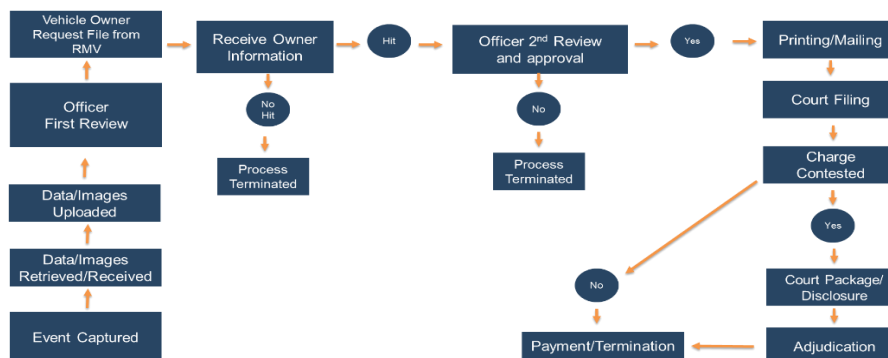 Vehicle Owner
Request File from
RMV
Receive Owner
Information
Hit
Officer 2nd Review
and approval
Yes
Printing/Mailing
Officer
First Review
No
Hit
No
Court Filing
Process
Terminated
Process
Terminated
Charge
Contested
Data/Images
Uploaded
Yes
Data/Images
Retrieved/Received
No
Court Package/
Disclosure
Event Captured
Payment/Termination
Adjudication